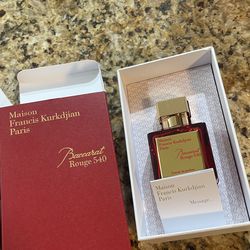 Maison
Francis Kurkdjian
Paris
Baccarat
Rouge 540
Maison
Francis Kurkdjian
Paris
Baccarat
Rouge 540
Maison
Francis Kurkdjian
Paris
Message...